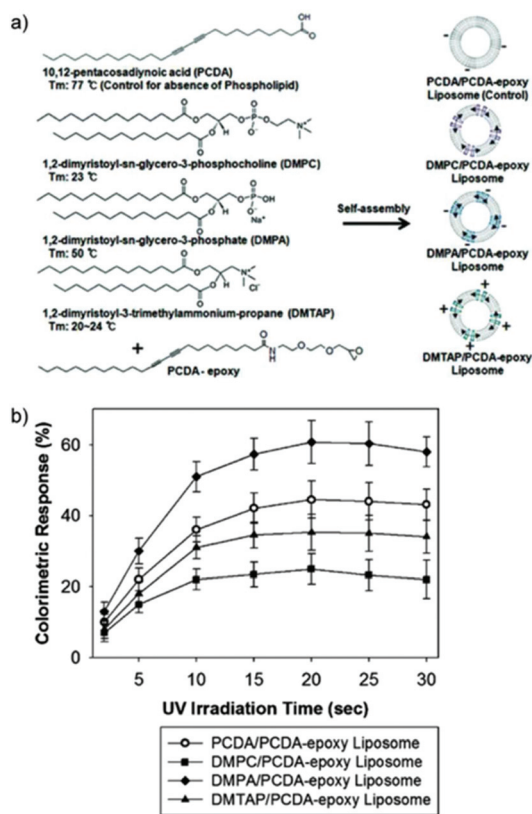 a)
OH
O
10,12-pentacosadiynoic acid (PCDA)
Tm: 77 ℃ (Control for absence of Phospholipid)
PCDA/PCDA-epoxy
Liposome (Control)
1,2-dimyristoyl-sn-glycero-3-phosphocholine (DMPC)
Tm: 23 ℃
DMPC/PCDA-epoxy
Liposome
1,2-dimyristoyl-sn-glycero-3-phosphate (DMPA)
Tm: 50 ℃
Self-assembly
DMPA/PCDA-epoxy
Liposome
1,2-dimyristoyl-3-trimethylammonium-propane (DMTAP)
Tm: 20~24 ℃
+
PCDA - epoxy
DMTAP/PCDA-epoxy
Liposome
b)
Colorimetric Response (%)
60
40
20
0
5 10 15 20 25 30
UV Irradiation Time (sec)
PCDA/PCDA-epoxy Liposome
DMPC/PCDA-epoxy Liposome
DMPA/PCDA-epoxy Liposome
DMTAP/PCDA-epoxy Liposome